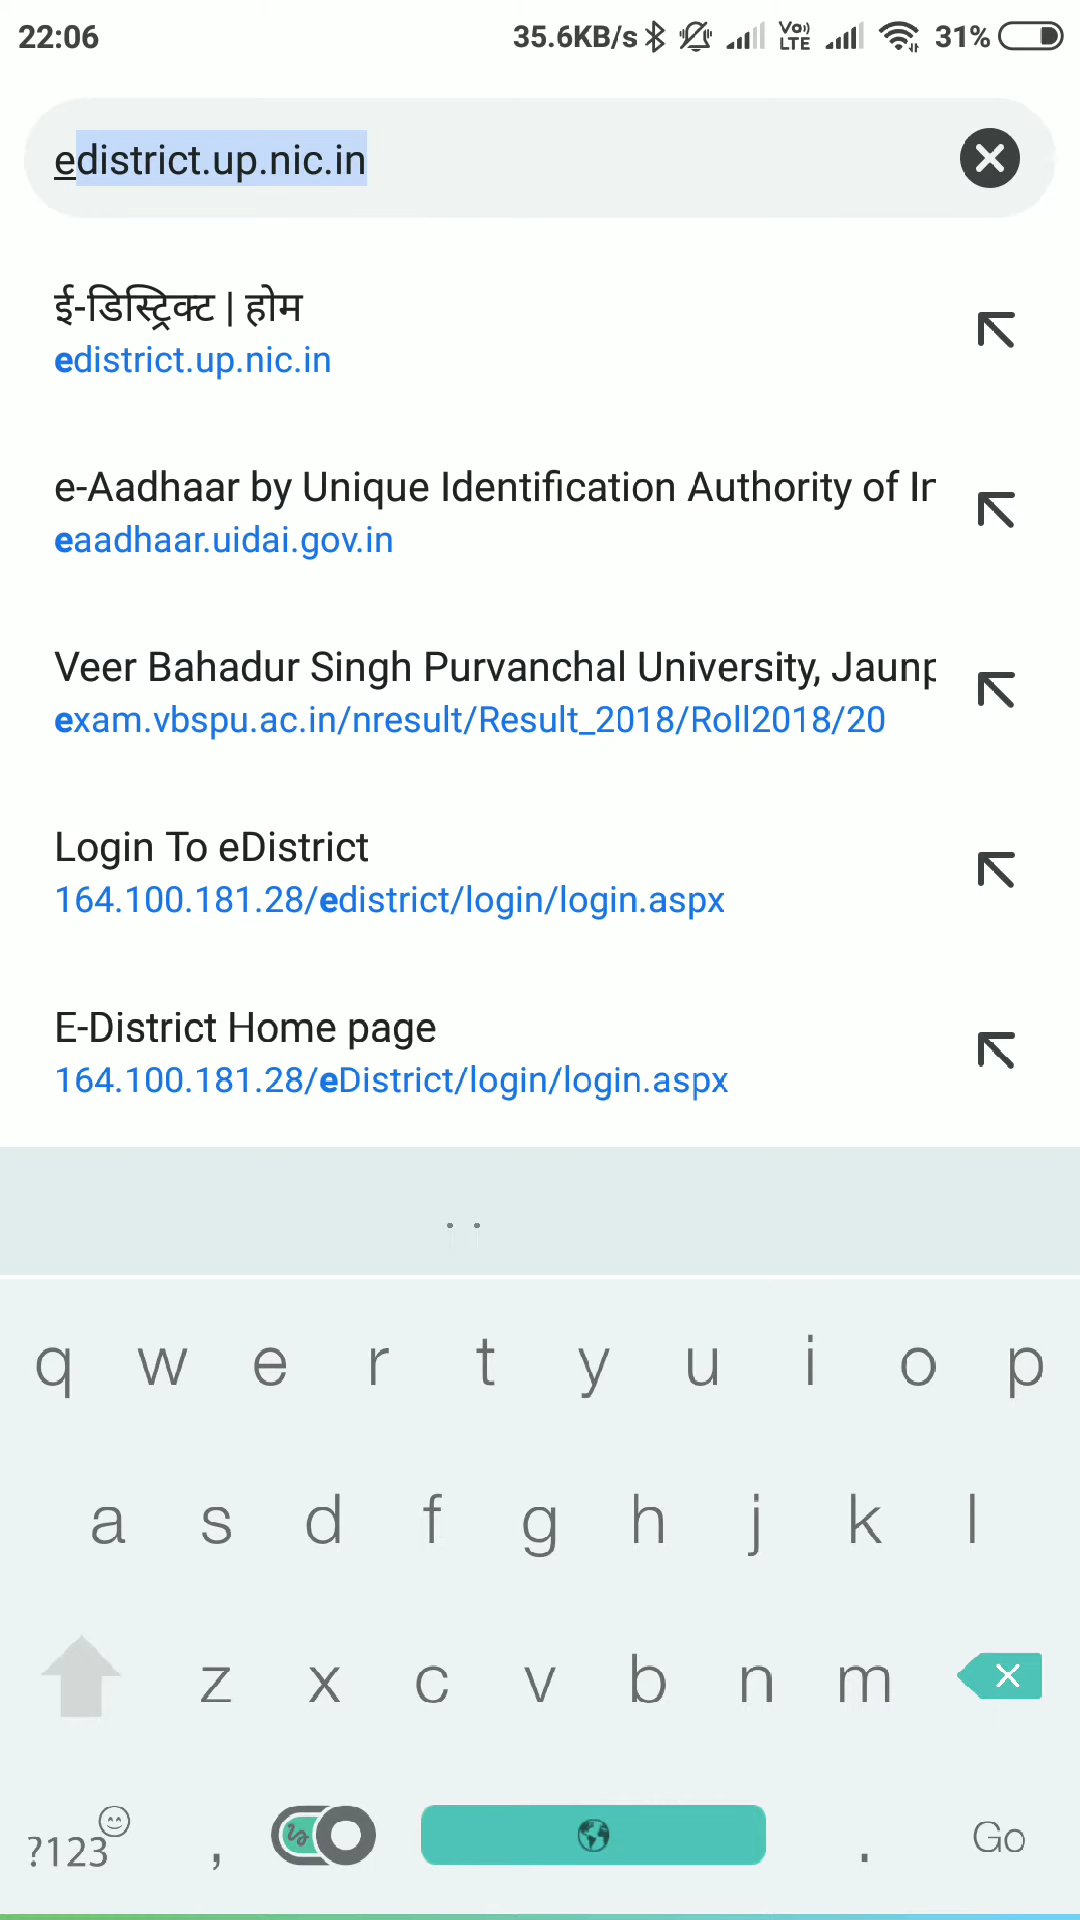 22:06 35.6KB/s Vo)) LTE 31%
edistrict.up.nic.in
ई-डिस्ट्रिक्ट | होम
edistrict.up.nic.in
e-Aadhaar by Unique Identification Authority of In
eaadhaar.uidai.gov.in
Veer Bahadur Singh Purvanchal University, Jaunp
exam.vbspu.ac.in/nresult/Result_2018/Roll2018/20
Login To eDistrict
164.100.181.28/edistrict/login/login.aspx
E-District Home page
164.100.181.28/eDistrict/login/login.aspx
q w e r t y u i o p
a s d f g h j k l
z x c v b n m
?123 , . Go